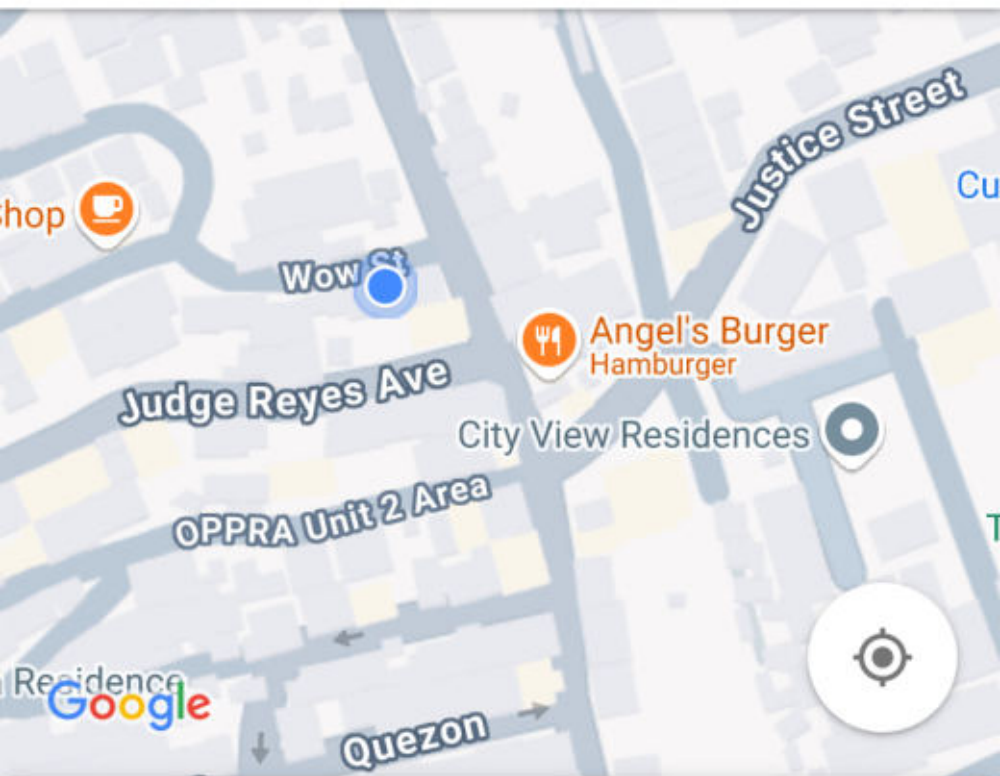 Justice Street
Cu
Shop
Wow St
Angel's Burger
Hamburger
Judge Reyes Ave
City View Residences
OPPRA Unit 2 Area
T
Residence
Google
Quezon